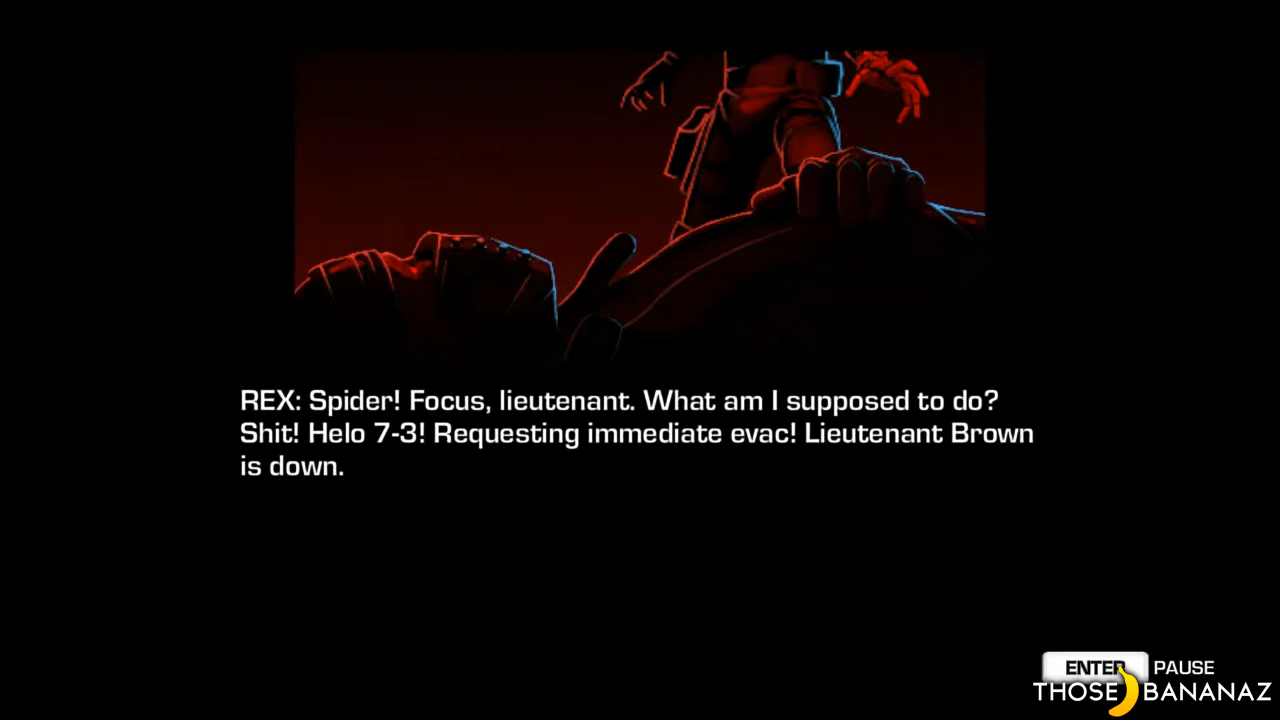 REX: Spider! Focus, lieutenant. What am I supposed to do?
Shit! Helo 7-3! Requesting immediate evac! Lieutenant Brown
is down.
ENTER PAUSE
THOSE BANANAZ